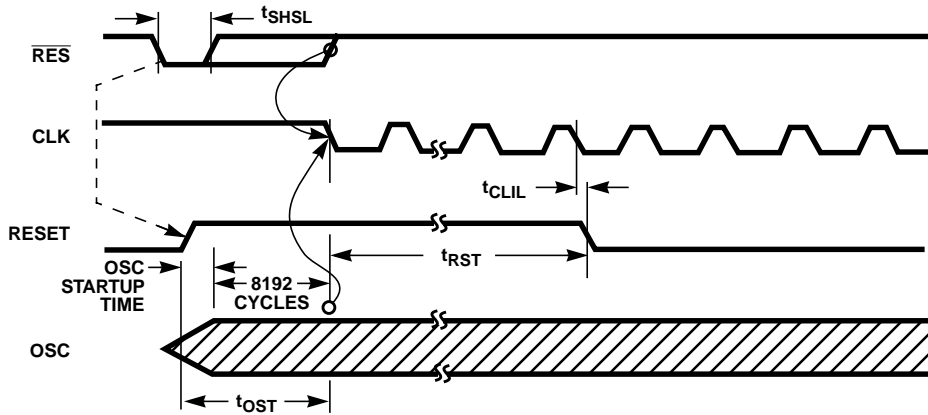 tSHSL
RES
CLK
tCLIL
RESET
tRST
OSC
STARTUP
TIME
8192
CYCLES
OSC
tOST